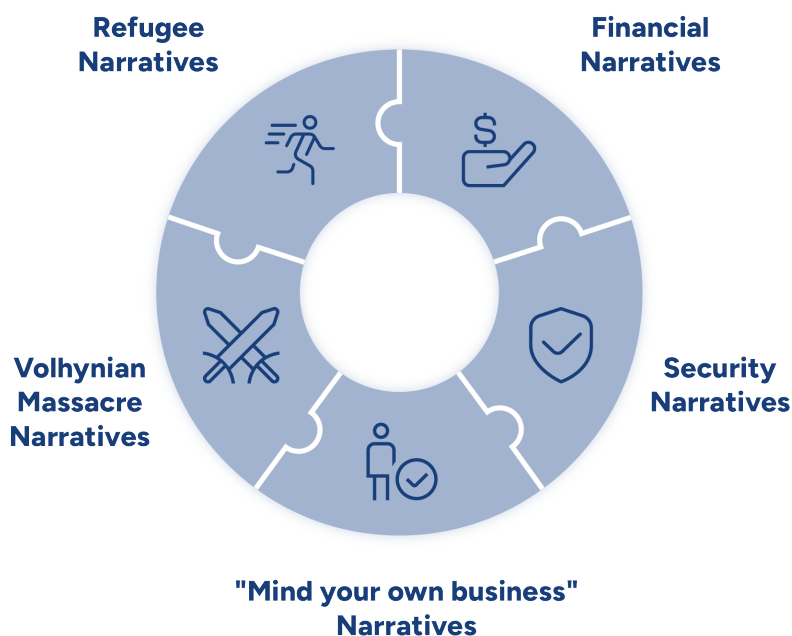 Refugee
Narratives
Financial
Narratives
$
Volhynian
Massacre
Narratives
Security
Narratives
"Mind your own business"
Narratives